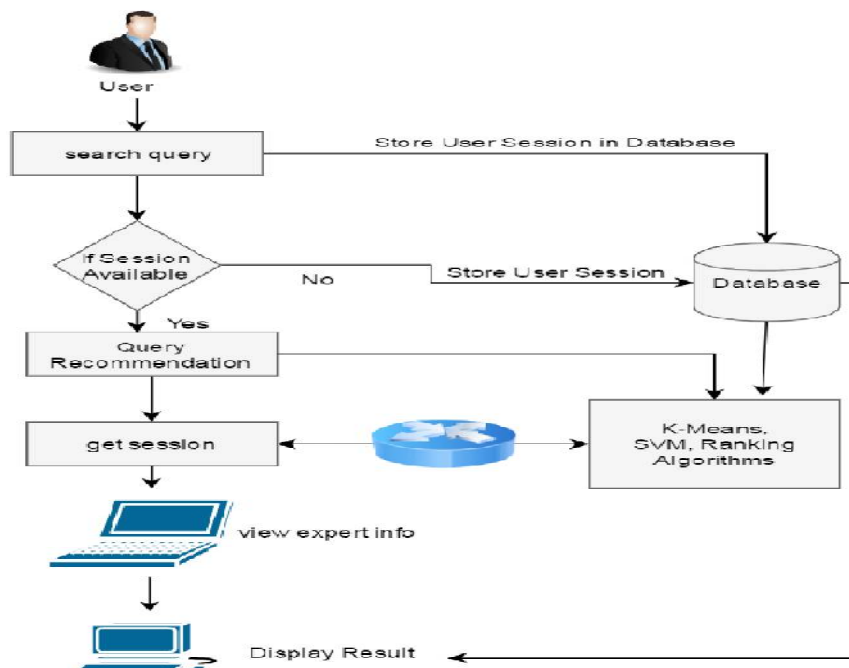 User
search query
Store User Session in Database
If Session
Available
No
Store User Session
Database
Yes
Query
Recommendation
get session
K-Means,
SVM, Ranking
Algorithms
view expert info
Display Result